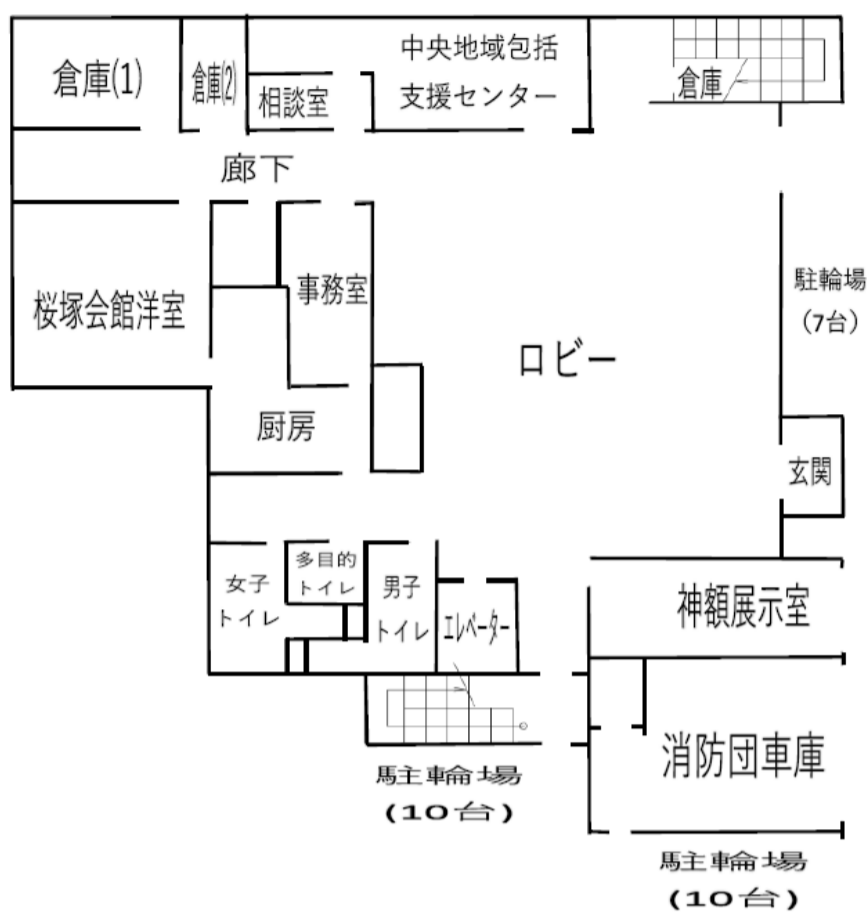 中央地域包括
支援センター
倉庫(1)
倉庫(2)
相談室
倉庫
廊下
桜塚会館洋室
事務室
駐輪場
(7台)
ロビー
厨房
玄関
女子
トイレ
多目的
トイレ
男子
トイレ
エレベーター
神額展示室
消防団車庫
駐輪場
(10台)
駐輪場
(10台)